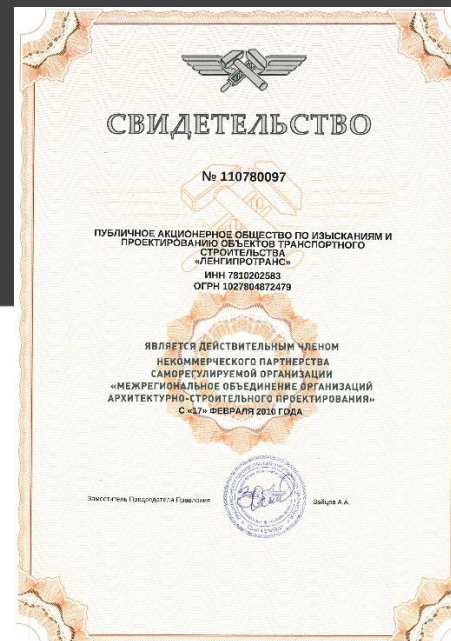 СВИДЕТЕЛЬСТВО
№ 110780097
ПУБЛИЧНОЕ АКЦИОНЕРНОЕ ОБЩЕСТВО ПО ИЗЫСКАНИЯМ И
ПРОЕКТИРОВАНИЮ ОБЪЕКТОВ ТРАНСПОРТНОГО
СТРОИТЕЛЬСТВА
«ЛЕНГИПРОТРАНС»
ИНН 7810202583
ОГРН 1027804872479
ЯВЛЯЕТСЯ ДЕЙСТВИТЕЛЬНЫМ ЧЛЕНОМ
НЕКОММЕРЧЕСКОГО ПАРТНЕРСТВА
САМОРЕГУЛИРУЕМОЙ ОРГАНИЗАЦИИ
«МЕЖРЕГИОНАЛЬНОЕ ОБЪЕДИНЕНИЕ ОРГАНИЗАЦИЙ
АРХИТЕКТУРНО-СТРОИТЕЛЬНОГО ПРОЕКТИРОВАНИЯ»
С «17» ФЕВРАЛЯ 2010 ГОДА
Заместитель Председателя Правления
Зайцев А.А.